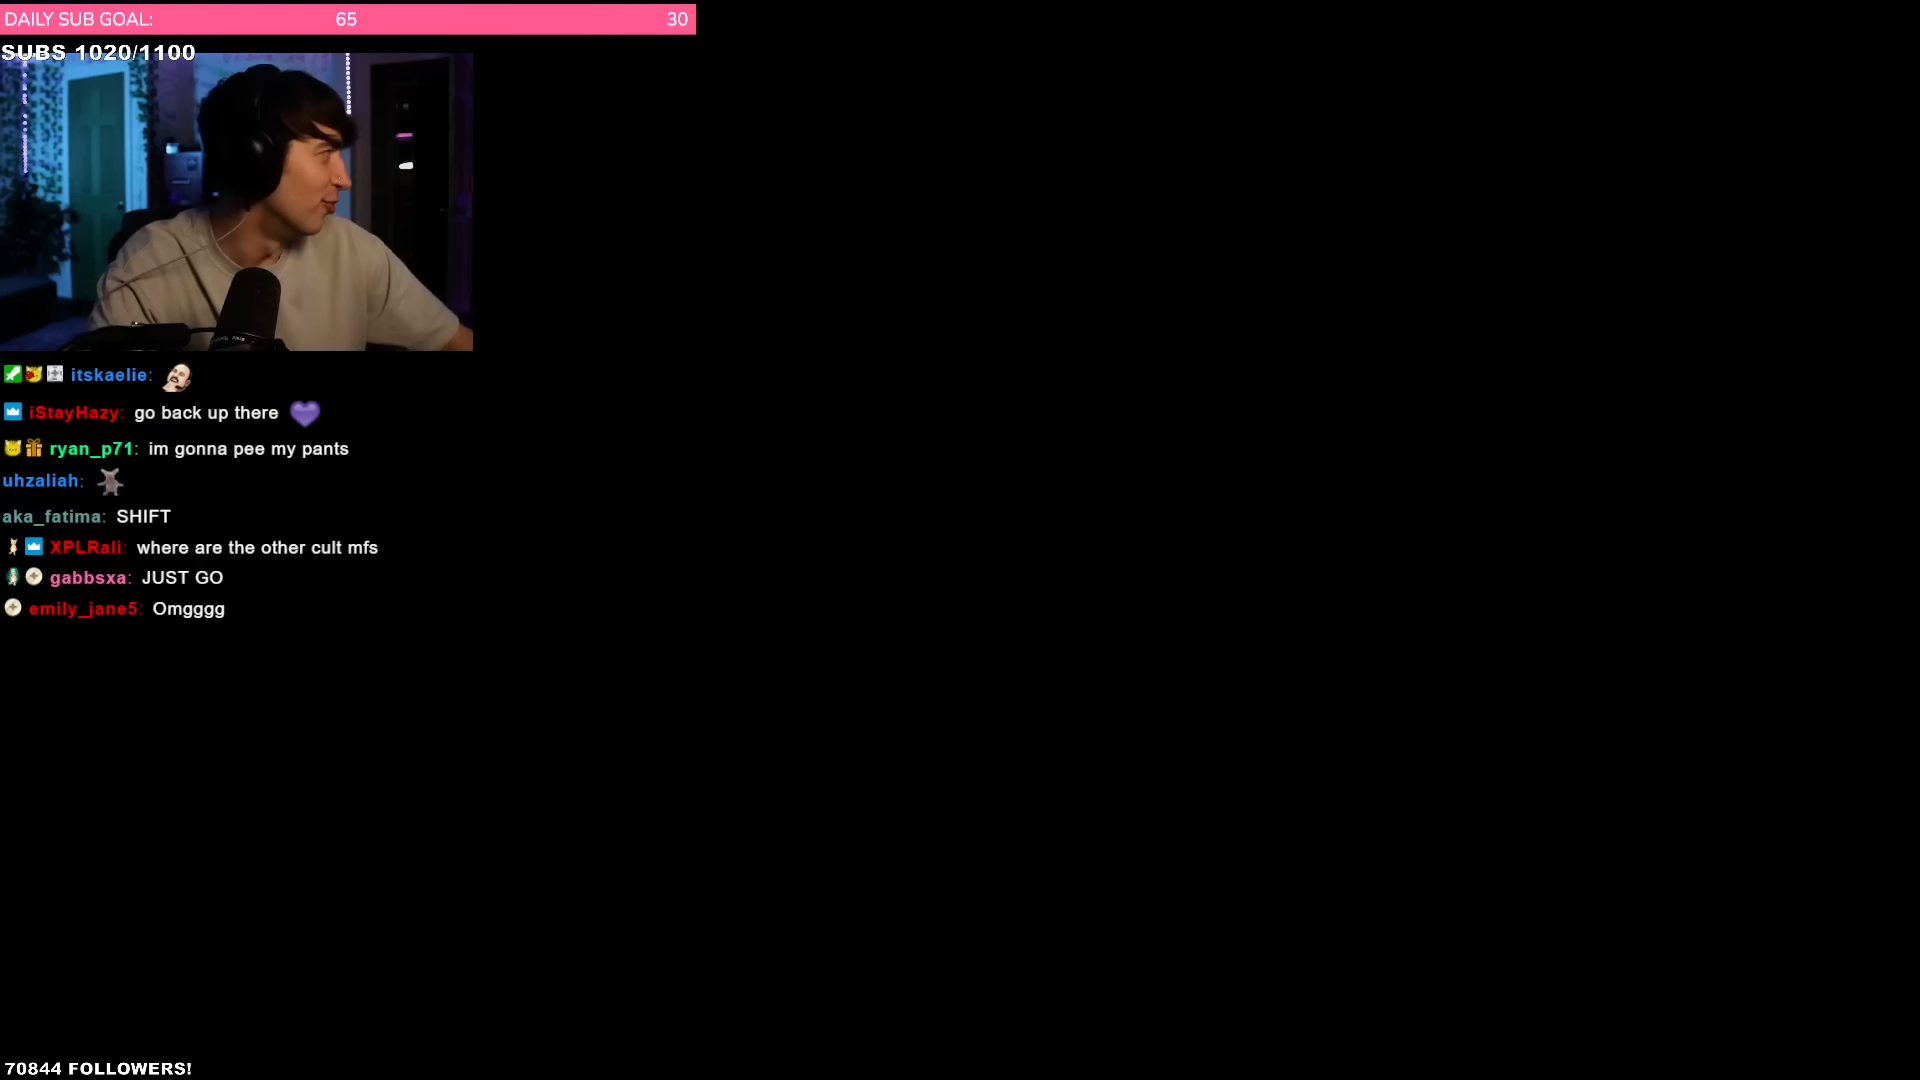 DAILY SUB GOAL: 65 30
SUBS 1020/1100
itskaelie:
iStayHazy: go back up there
ryan_p71: im gonna pee my pants
uhzaliah:
aka_fatima: SHIFT
XPLRali: where are the other cult mfs
gabbsxa: JUST GO
emily_jane5: Omgggg
70844 FOLLOWERS!